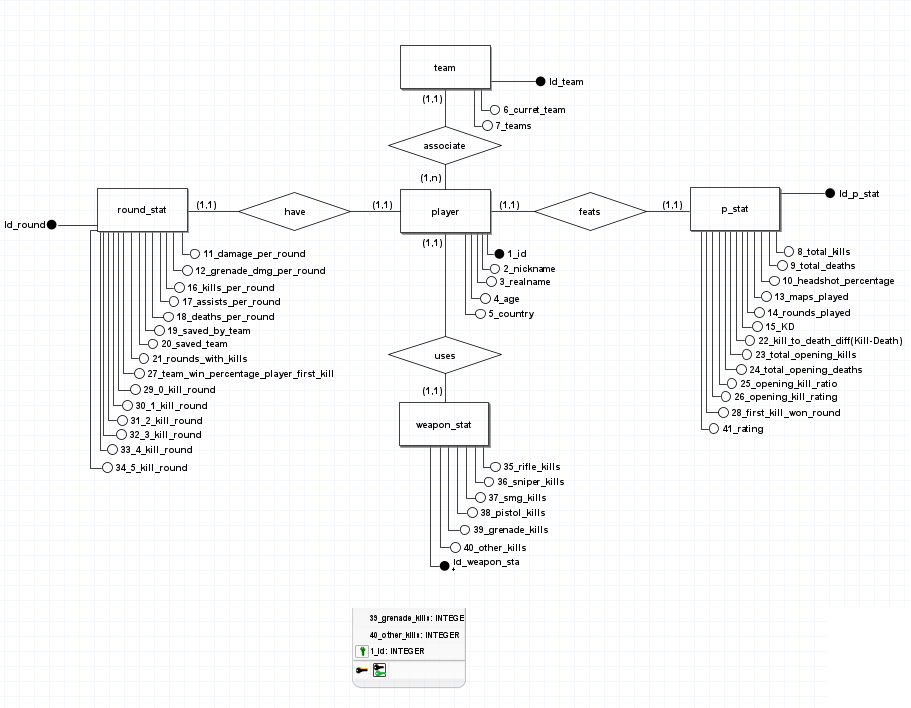 team
Id_team
(1,1)
6_curret_team
7_teams
associate
(1,n)
round_stat
(1,1)
have
(1,1)
player
(1,1)
feats
(1,1)
p_stat
Id_p_stat
Id_round
(1,1)
11_damage_per_round
12_grenade_dmg_per_round
16_kills_per_round
17_assists_per_round
18_deaths_per_round
19_saved_by_team
20_saved_team
21_rounds_with_kills
27_team_win_percentage_player_first_kill
29_0_kill_round
30_1_kill_round
31_2_kill_round
32_3_kill_round
33_4_kill_round
34_5_kill_round
1_id
2_nickname
3_realname
4_age
5_country
8_total_kills
9_total_deaths
10_headshot_percentage
13_maps_played
14_rounds_played
15_KD
22_kill_to_death_diff(Kill-Death)
23_total_opening_kills
24_total_opening_deaths
25_opening_kill_ratio
26_opening_kill_rating
28_first_kill_won_round
41_rating
uses
(1,1)
weapon_stat
35_rifle_kills
36_sniper_kills
37_smg_kills
38_pistol_kills
39_grenade_kills
40_other_kills
Id_weapon_sta
39_grenade_kills: INTEGE
40_other_kills: INTEGER
1_id: INTEGER